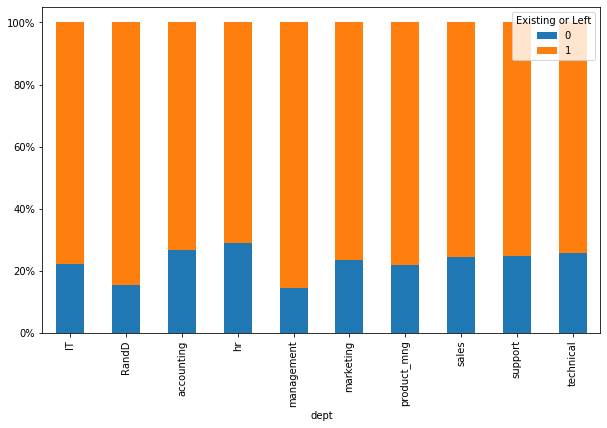 Existing or Left
0
1
100%
80%
60%
40%
20%
0%
IT
RandD
accounting
hr
management
marketing
product_mng
sales
support
technical
dept